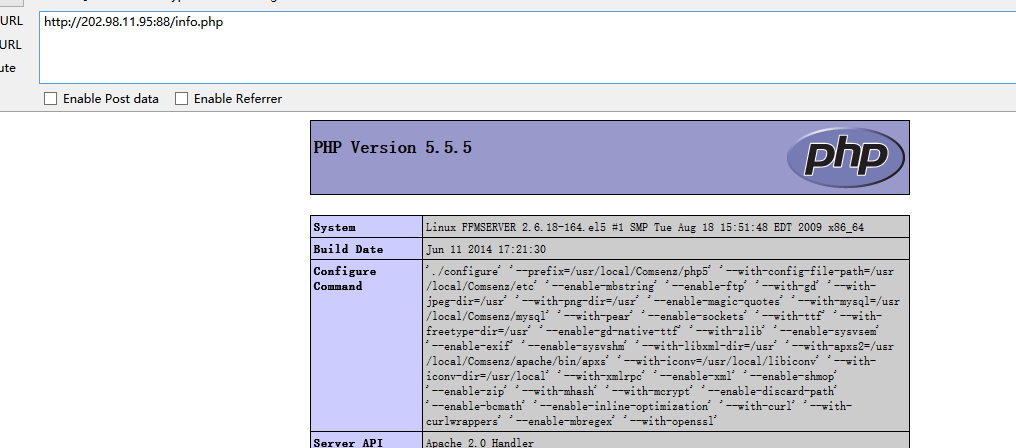 URL
http://202.98.11.95:88/info.php
URL
ute
Enable Post data
Enable Referrer
PHP Version 5.5.5
php
System
Linux PFMSERVER 2.6.18-164.el5 #1 SMP Tue Aug 18 15:51:48 EDT 2009 x86_64
Build Date
Jun 11 2014 17:21:30
Configure
Command
'./configure' '--prefix=/usr/local/Comsenz/php5' '--with-config-file-path=/usr
/local/Comsenz/etc' '--enable-mbstring' '--enable-ftp' '--with-gd' '--with-
jpeg-dir=/usr' '--with-png-dir=/usr' '--enable-magic-quotes' '--with-mysql=/usr
/local/Comsenz/mysql' '--with-pear' '--enable-sockets' '--with-ttf' '--with-
freetype-dir=/usr' '--enable-gd-native-ttf' '--with-zlib' '--enable-sysvsem'
'--enable-exif' '--enable-sysvshm' '--with-libxml-dir=/usr' '--with-apxs2=/usr
/local/Comsenz/apache/bin/apxs' '--with-iconv=/usr/local/libiconv' '--with-
iconv-dir=/usr/local' '--with-xmlrpc' '--enable-xml' '--enable-shmop'
'--enable-zip' '--with-mhash' '--with-mcrypt' '--enable-discard-path'
'--enable-bcmath' '--enable-inline-optimization' '--with-curl' '--with-
curlwrappers' '--enable-mbregex' '--with-openssl'
Server API
Apache 2.0 Handler